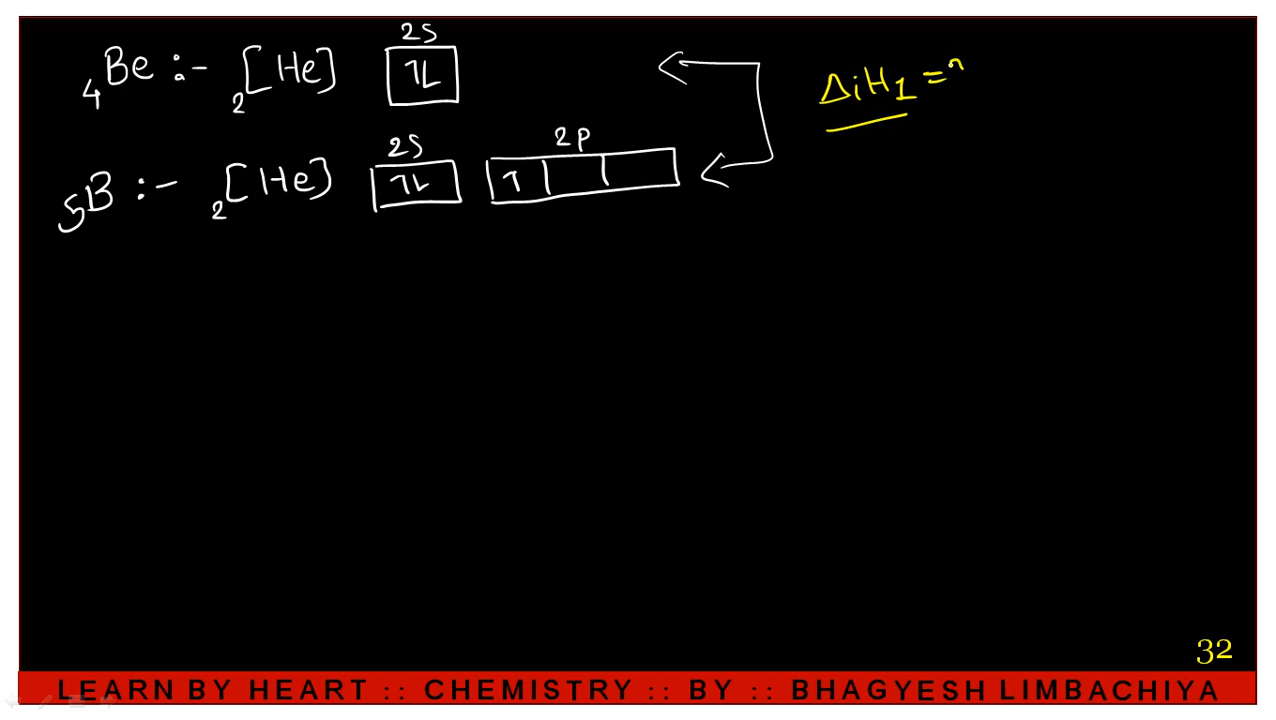 2s
₄Be :- ₂[He] ↿⇂
ΔiH₁ =
2s 2p
₅B :- ₂[He] ↿⇂ ↿
32
LEARN BY HEART :: CHEMISTRY :: BY :: BHAGYESH LIMBACHIYA